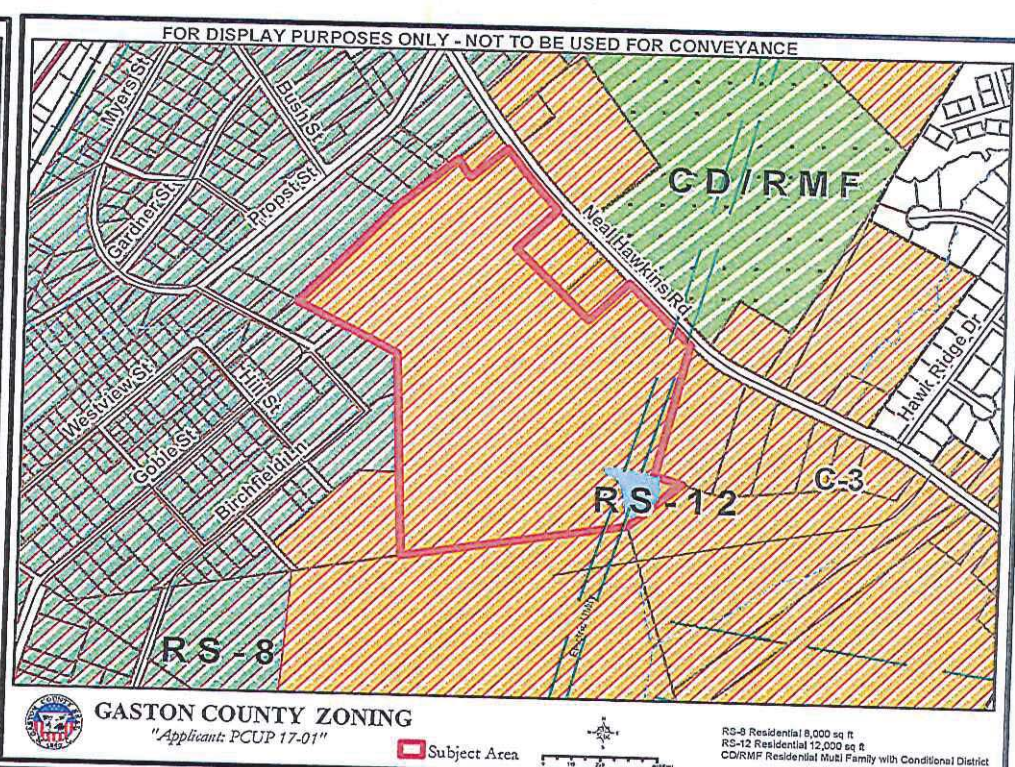 FOR DISPLAY PURPOSES ONLY - NOT TO BE USED FOR CONVEYANCE
Myers St
Bush St
Gardner St
Propst St
CD/RMF
Neal Hawkins Rd
Westview St
Hill St
Goble St
Birchfield Ln
Hawk Ridge Dr
C-3
RS-12
RS-8
GASTON COUNTY ZONING
"Applicant: PCUP 17-01"
Subject Area
RS-8 Residential 8,000 sq ft
RS-12 Residential 12,000 sq ft
CD/RMF Residential Multi Family with Conditional District